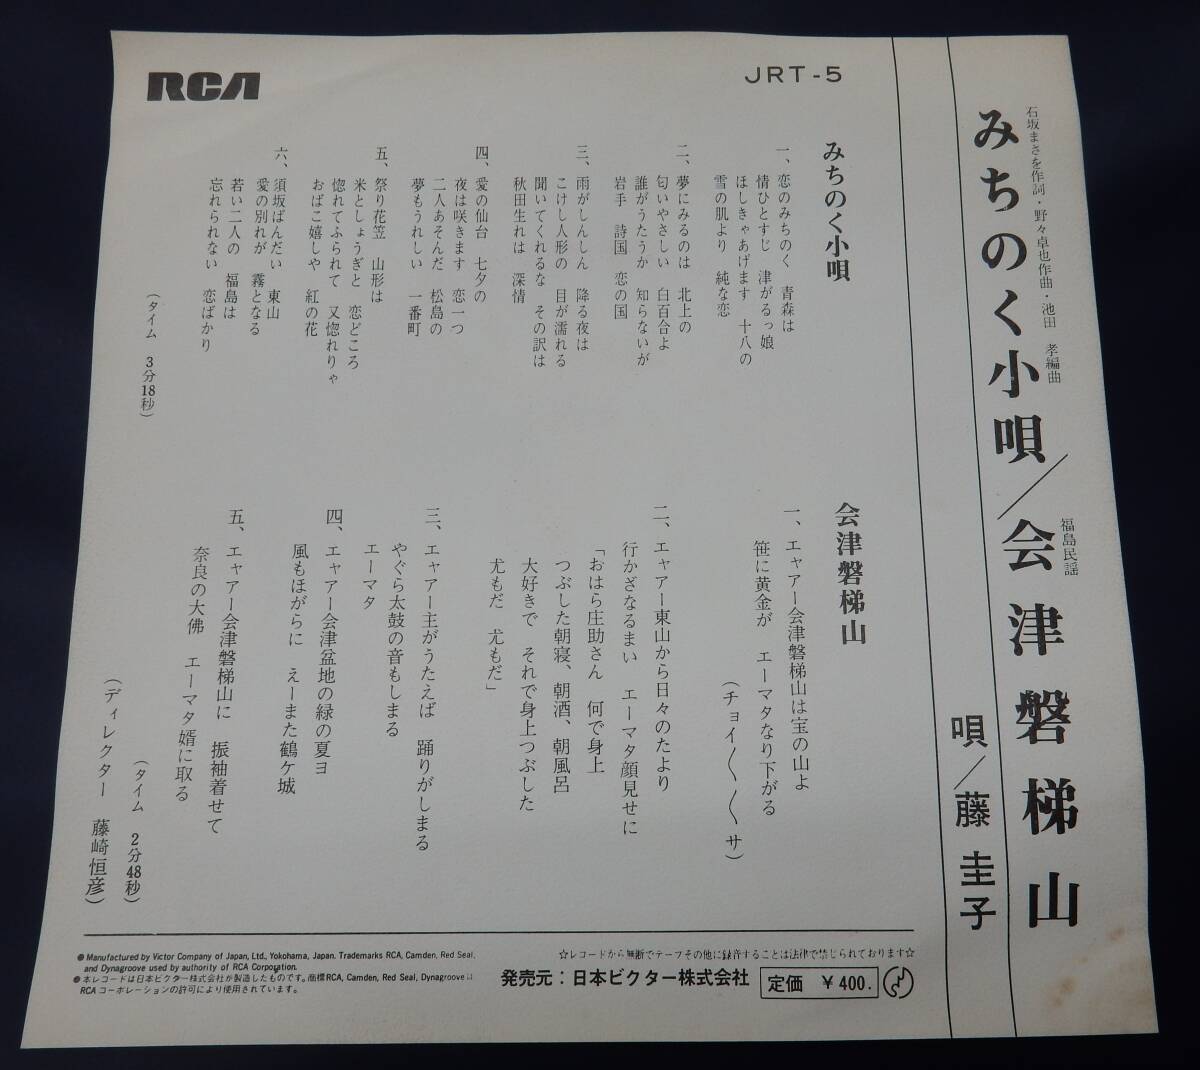 石坂まさを作詞・野々卓也作曲・池田 孝編曲
みちのく小唄／会津磐梯山
福島民謡
唄／藤 圭子
RCA
JRT-5
みちのく小唄
一、恋のみちのく 青森は
情ひとすじ 津がるっ娘
ほしきゃあげます 十八の
雪の肌より 純な恋
二、夢にみるのは 北上の
匂いやさしい 白百合よ
誰がうたうか 知らないが
岩手 詩国 恋の国
三、雨がしんしん 降る夜は
こけし人形の 目が濡れる
聞いてくれるな その訳は
秋田生れは 深情
四、愛の仙台 七夕の
夜は咲きます 恋一つ
二人あそんだ 松島の
夢もうれしい 一番町
五、祭り花笠 山形は
米としょうぎと 恋どころ
惚れてふられて 又惚れりゃ
おばこ嬉しや 紅の花
六、須坂ばんだい 東山
愛の別れが 霧となる
若い二人の 福島は
忘れられない 恋ばかり
（タイム 3分18秒）
会津磐梯山
一、エャアー会津磐梯山は宝の山よ
笹に黄金が エーマタなり下がる
（チョイ〱〱サ）
二、エャアー東山から日々のたより
行かざなるまい エーマタ顔見せに
「おはら庄助さん 何で身上
つぶした朝寝、朝酒、朝風呂
大好きで それで身上つぶした
尤もだ 尤もだ」
三、エャアー主がうたえば 踊りがしまる
やぐら太鼓の音もしまる
エーマタ
四、エャアー会津盆地の緑の夏ヨ
風もほがらに えーまた鶴ケ城
五、エャアー会津磐梯山に 振袖着せて
奈良の大佛 エーマタ婿に取る
（タイム 2分48秒）
（ディレクター 藤崎恒彦）
●Manufactured by Victor Company of Japan, Ltd., Yokohama, Japan. Trademarks RCA, Camden, Red Seal,
and Dynagroove used by authority of RCA Corporation.
●本レコードは日本ビクター株式会社が製造したものです。商標RCA, Camden, Red Seal, Dynagrooveは
RCAコーポレーションの許可により使用されています。
☆レコードから無断でテープその他に録音することは法律で禁じられております☆
発売元：日本ビクター株式会社
定価 ￥400.